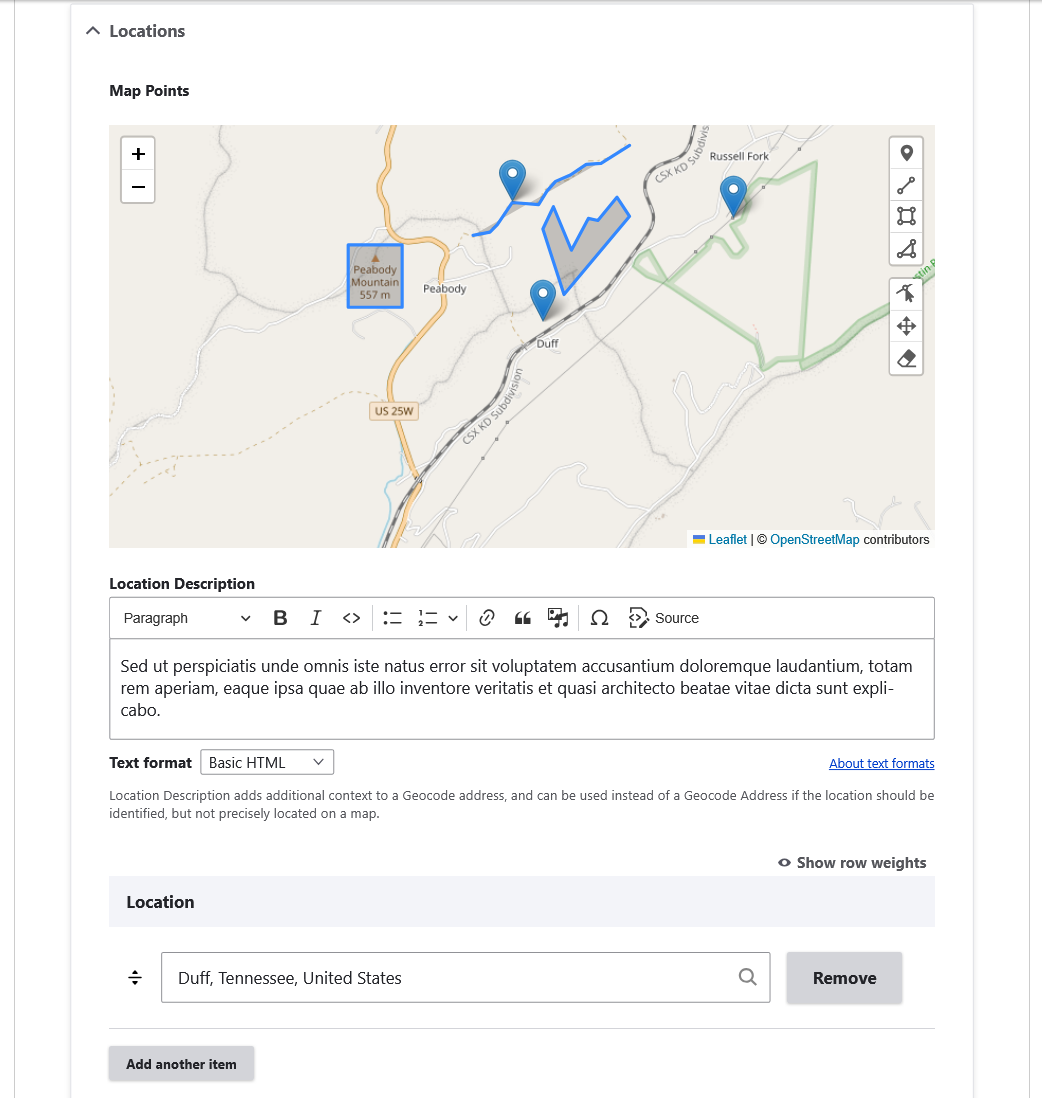 Locations
Map Points
+
−
Russell Fork
CSX KD Subdivis
Peabody
Mountain
557 m
Peabody
Duff
US 25W
CSX KD Subdivision
Leaflet | © OpenStreetMap contributors
Location Description
Paragraph
B
I
Source
Sed ut perspiciatis unde omnis iste natus error sit voluptatem accusantium doloremque laudantium, totam
rem aperiam, eaque ipsa quae ab illo inventore veritatis et quasi architecto beatae vitae dicta sunt expli-
cabo.
Text format
Basic HTML
About text formats
Location Description adds additional context to a Geocode address, and can be used instead of a Geocode Address if the location should be
identified, but not precisely located on a map.
Show row weights
Location
Duff, Tennessee, United States
Remove
Add another item